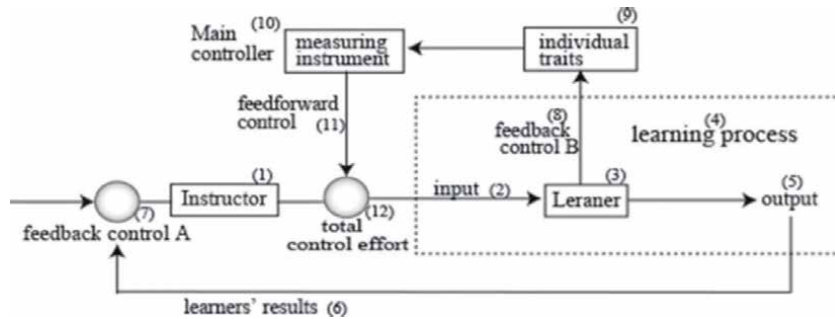 (9)
(10)
Main
controller
measuring
instrument
individual
traits
feedforward
control (11)
(8)
feedback
control B
(4)
learning process
(1)
Instructor
(12)
total
control effort
input (2)
(3)
Leraner
(5)
output
(7)
feedback control A
learners' results (6)